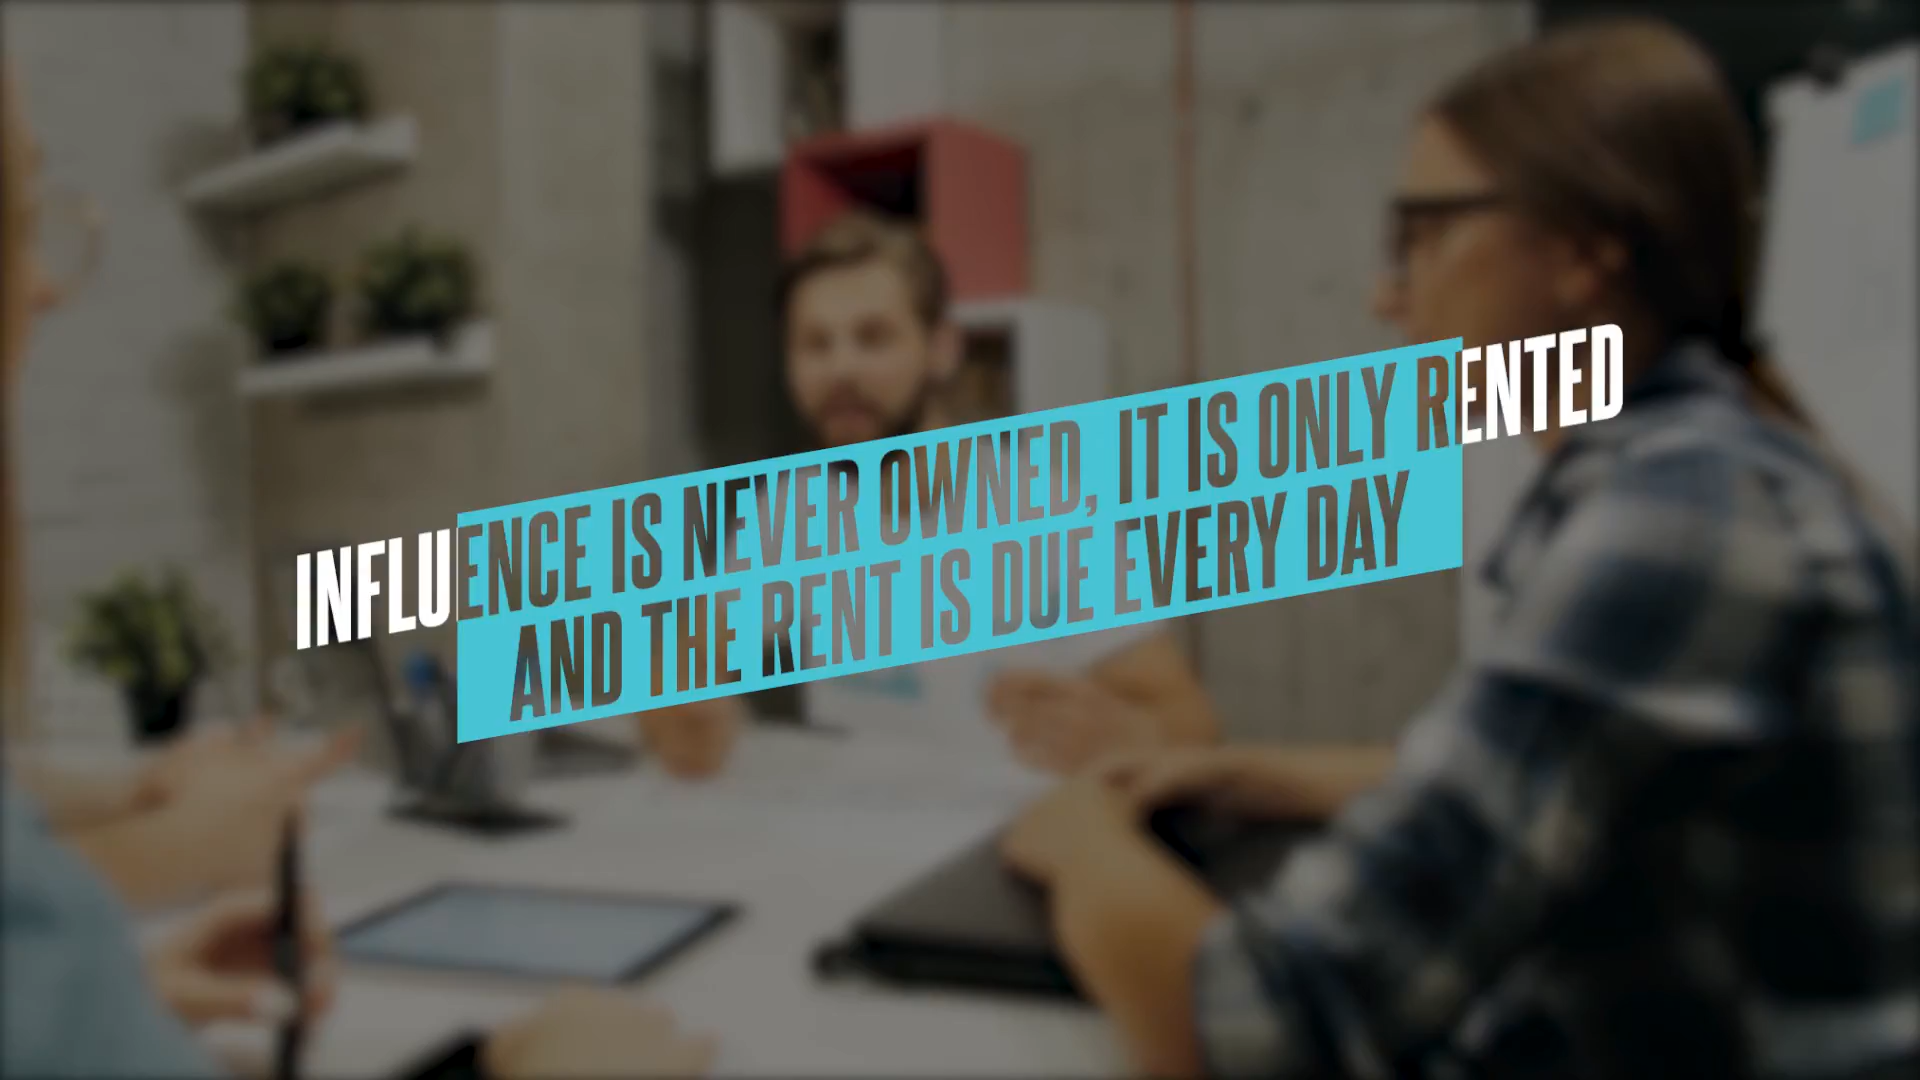 INFLUENCE IS NEVER OWNED, IT IS ONLY RENTED
AND THE RENT IS DUE EVERY DAY